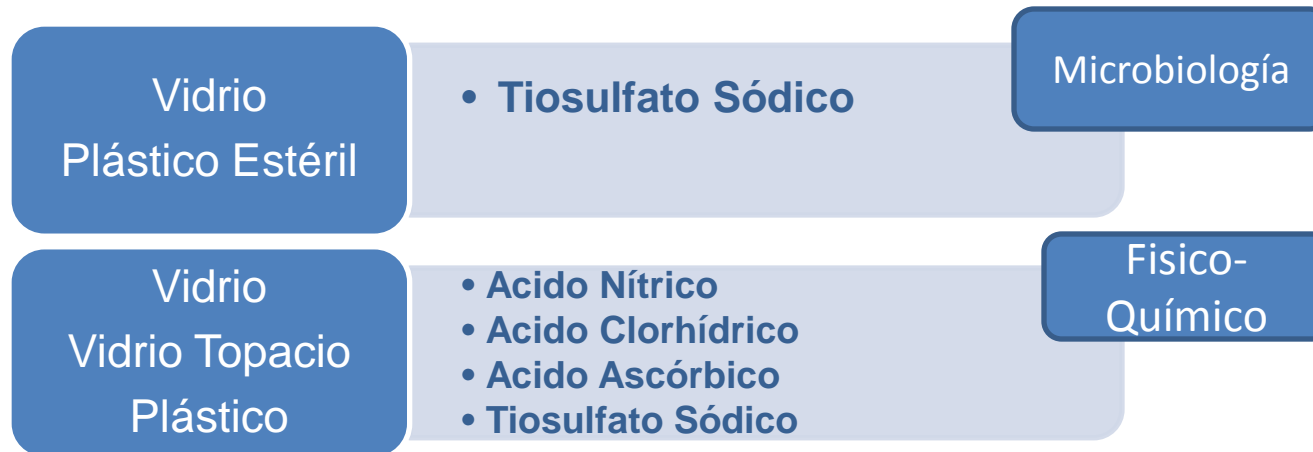 Vidrio
Plástico Estéril
• Tiosulfato Sódico
Microbiología
Vidrio
Vidrio Topacio
Plástico
• Acido Nítrico
• Acido Clorhídrico
• Acido Ascórbico
• Tiosulfato Sódico
Fisico-
Químico